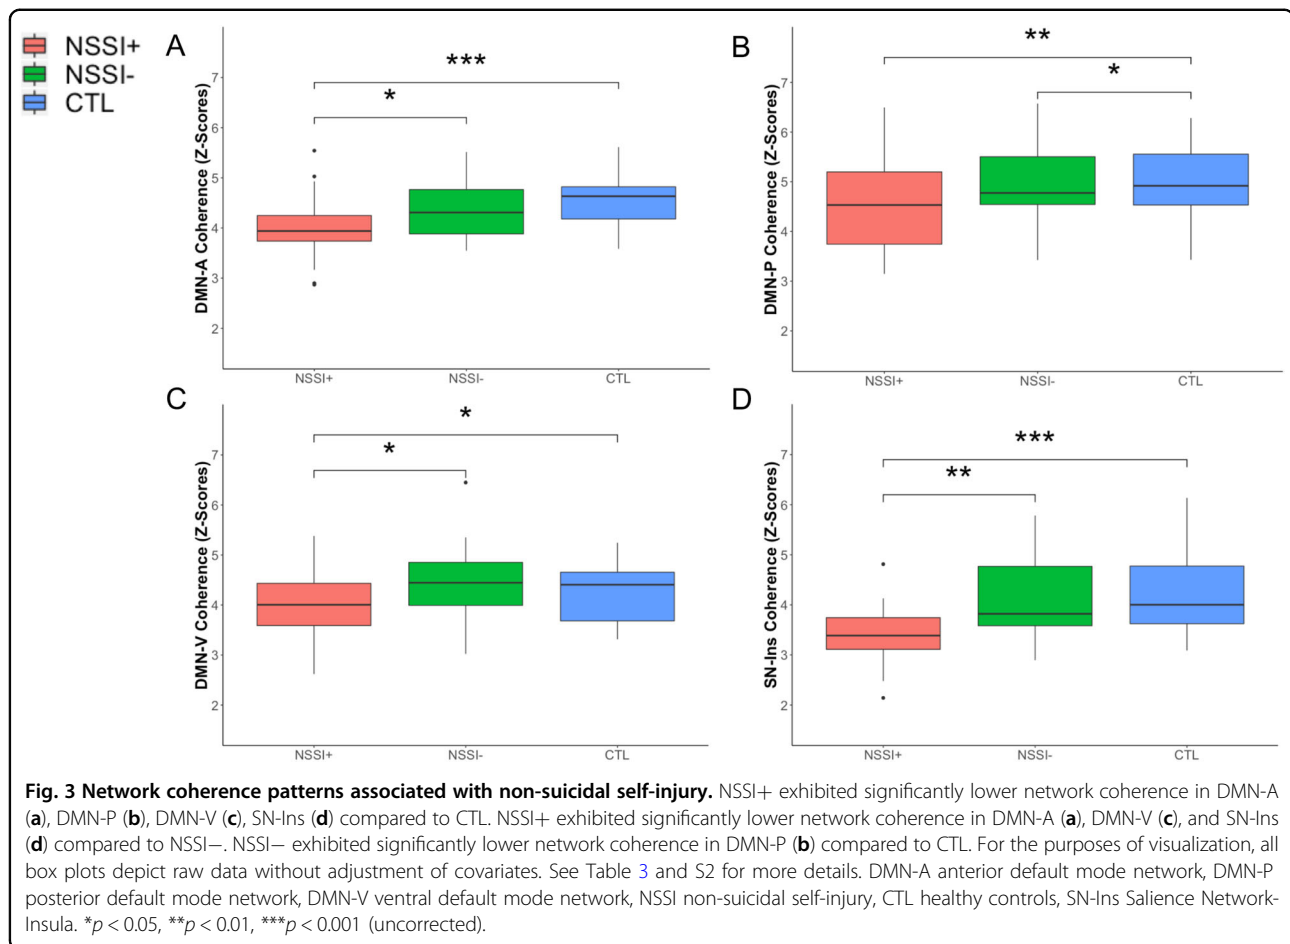 NSSI+
NSSI-
CTL
A
***
*
7
6
5
4
3
2
DMN-A Coherence (Z-Scores)
NSSI+ NSSI- CTL
B
**
*
7
6
5
4
3
2
DMN-P Coherence (Z-Scores)
NSSI+ NSSI- CTL
C
*
*
7
6
5
4
3
2
DMN-V Coherence (Z-Scores)
NSSI+ NSSI- CTL
D
***
**
7
6
5
4
3
2
SN-Ins Coherence (Z-Scores)
NSSI+ NSSI- CTL
Fig. 3 Network coherence patterns associated with non-suicidal self-injury. NSSI+ exhibited significantly lower network coherence in DMN-A
(a), DMN-P (b), DMN-V (c), SN-Ins (d) compared to CTL. NSSI+ exhibited significantly lower network coherence in DMN-A (a), DMN-V (c), and SN-Ins
(d) compared to NSSI−. NSSI− exhibited significantly lower network coherence in DMN-P (b) compared to CTL. For the purposes of visualization, all
box plots depict raw data without adjustment of covariates. See Table 3 and S2 for more details. DMN-A anterior default mode network, DMN-P
posterior default mode network, DMN-V ventral default mode network, NSSI non-suicidal self-injury, CTL healthy controls, SN-Ins Salience Network-
Insula. *p < 0.05, **p < 0.01, ***p < 0.001 (uncorrected).